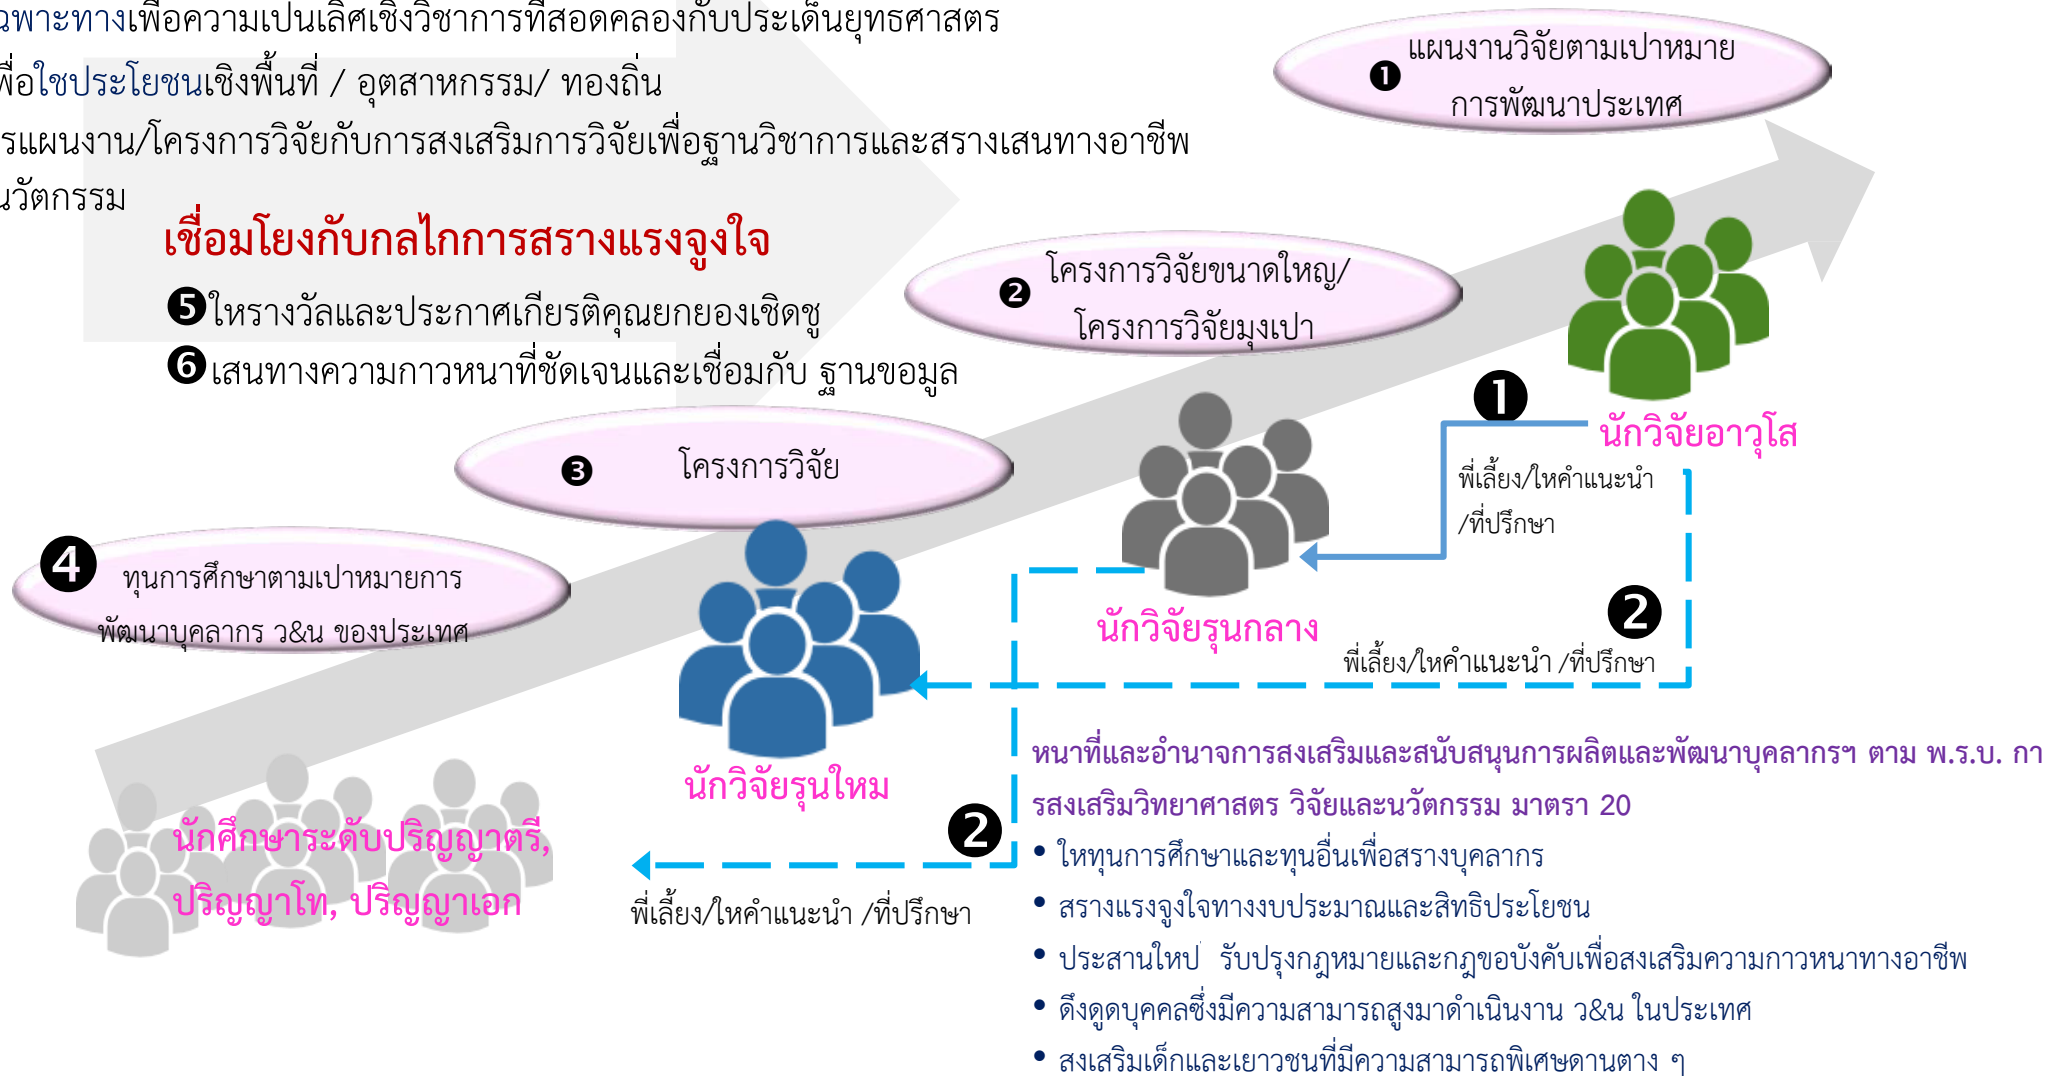 ฉพาะทางเพื่อความเปนเลิศเชิงวิชาการที่สอดคลองกับประเด็นยุทธศาสตร
พื่อใชประโยชนเชิงพื้นที่ / อุตสาหกรรม/ ทองถิ่น
รแผนงาน/โครงการวิจัยกับการสงเสริมการวิจัยเพื่อฐานวิชาการและสรางเสนทางอาชีพ
นวัตกรรม
เชื่อมโยงกับกลไกการสรางแรงจูงใจ
❺ใหรางวัลและประกาศเกียรติคุณยกยองเชิดชู
❻เสนทางความกาวหนาที่ชัดเจนและเชื่อมกับ ฐานขอมูล
❶ แผนงานวิจัยตามเปาหมาย
การพัฒนาประเทศ
❷ โครงการวิจัยขนาดใหญ/
โครงการวิจัยมุงเปา
❸ โครงการวิจัย
❹ ทุนการศึกษาตามเปาหมายการ
พัฒนาบุคลากร ว&น ของประเทศ
❶
นักวิจัยอาวุโส
พี่เลี้ยง/ใหคำแนะนำ
/ที่ปรึกษา
นักวิจัยรุนกลาง
❷
พี่เลี้ยง/ใหคำแนะนำ /ที่ปรึกษา
นักวิจัยรุนใหม
❷
พี่เลี้ยง/ใหคำแนะนำ /ที่ปรึกษา
นักศึกษาระดับปริญญาตรี,
ปริญญาโท, ปริญญาเอก
หนาที่และอำนาจการสงเสริมและสนับสนุนการผลิตและพัฒนาบุคลากรฯ ตาม พ.ร.บ. กา
รสงเสริมวิทยาศาสตร วิจัยและนวัตกรรม มาตรา 20
• ใหทุนการศึกษาและทุนอื่นเพื่อสรางบุคลากร
• สรางแรงจูงใจทางงบประมาณและสิทธิประโยชน
• ประสานใหป รับปรุงกฎหมายและกฎขอบังคับเพื่อสงเสริมความกาวหนาทางอาชีพ
• ดึงดูดบุคคลซึ่งมีความสามารถสูงมาดำเนินงาน ว&น ในประเทศ
• สงเสริมเด็กและเยาวชนที่มีความสามารถพิเศษดานตาง ๆ